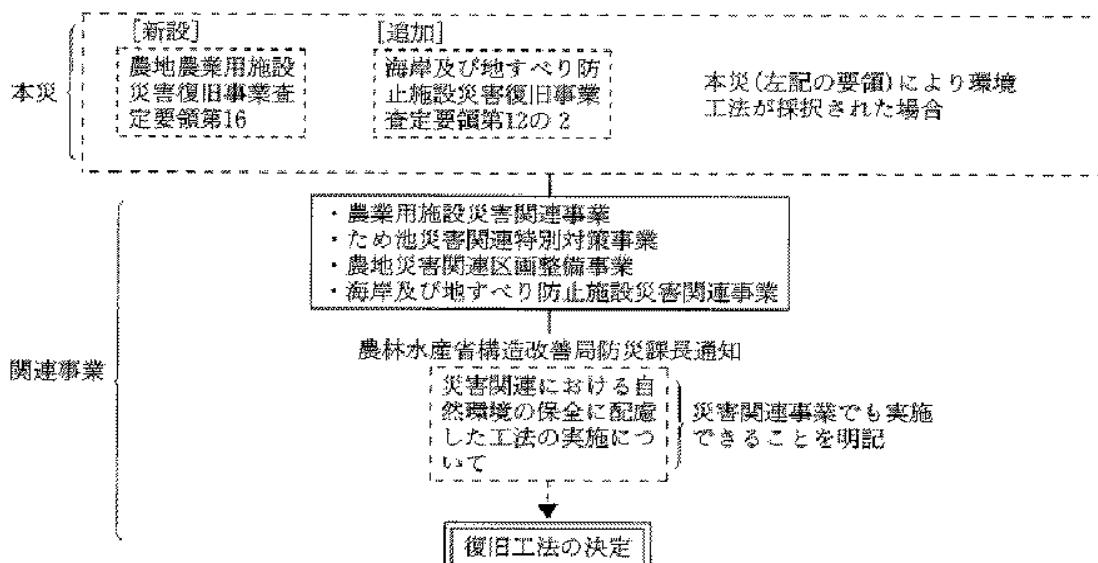 本災
[新設]
農地農業用施設
災害復旧事業査
定要領第16
[追加]
海岸及び地すべり防
止施設災害復旧事業
査定要領第12の2
本災(左記の要領)により環境
工法が採択された場合
関連事業
・農業用施設災害関連事業
・ため池災害関連特別対策事業
・農地災害関連区画整備事業
・海岸及び地すべり防止施設災害関連事業
農林水産省構造改善局防災課長通知
災害関連における自
然環境の保全に配慮
した工法の実施につ
いて
災害関連事業でも実施
できることを明記
復旧工法の決定